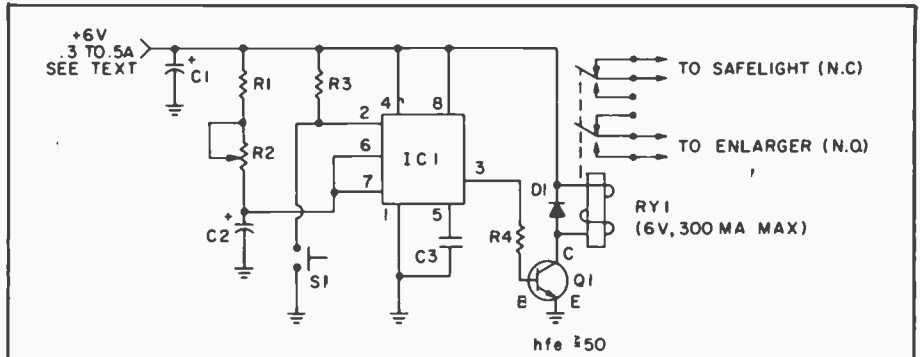 +6V
.3 TO.5A
SEE TEXT
+
C1
R1
R3
R2
+
C2
S1
2
4
8
6
7
IC1
3
1
5
C3
R4
D1
C
Q1
B
E
hfe ≥50
RY1
(6V, 300 MA MAX)
TO SAFELIGHT (N.C)
TO ENLARGER (N.O)